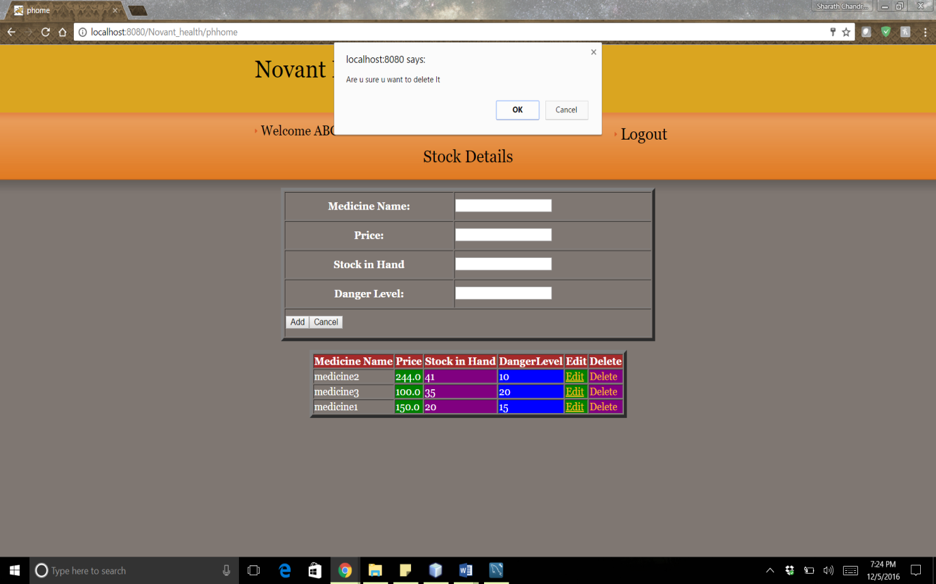 phome
Sharath Chandr...
localhost:8080/Novant_health/phhome
localhost:8080 says:
Are u sure u want to delete It
OK Cancel
Novant
Welcome ABC
Logout
Stock Details
Medicine Name:
Price:
Stock in Hand
Danger Level:
Add Cancel
Medicine Name Price Stock in Hand DangerLevel Edit Delete
medicine2 244.0 41 10 Edit Delete
medicine3 100.0 35 20 Edit Delete
medicine1 150.0 20 15 Edit Delete
Type here to search
7:24 PM
12/5/2016